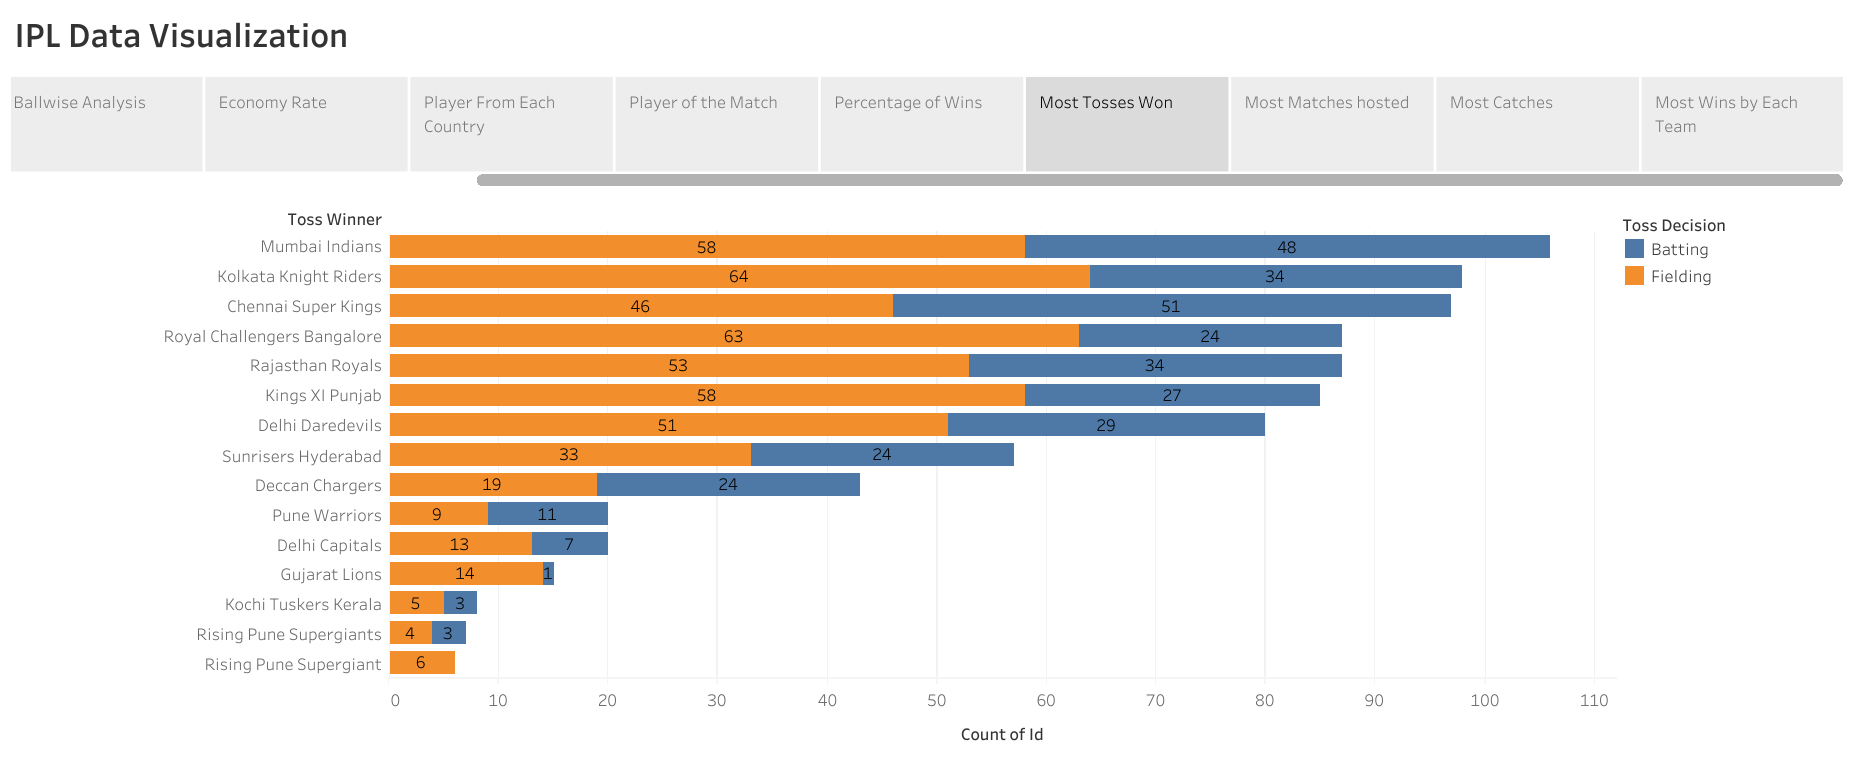 IPL Data Visualization
Ballwise Analysis
Economy Rate
Player From Each
Country
Player of the Match
Percentage of Wins
Most Tosses Won
Most Matches hosted
Most Catches
Most Wins by Each
Team
Toss Winner
Mumbai Indians 58 48
Kolkata Knight Riders 64 34
Chennai Super Kings 46 51
Royal Challengers Bangalore 63 24
Rajasthan Royals 53 34
Kings XI Punjab 58 27
Delhi Daredevils 51 29
Sunrisers Hyderabad 33 24
Deccan Chargers 19 24
Pune Warriors 9 11
Delhi Capitals 13 7
Gujarat Lions 14 1
Kochi Tuskers Kerala 5 3
Rising Pune Supergiants 4 3
Rising Pune Supergiant 6
0 10 20 30 40 50 60 70 80 90 100 110
Count of Id
Toss Decision
Batting
Fielding